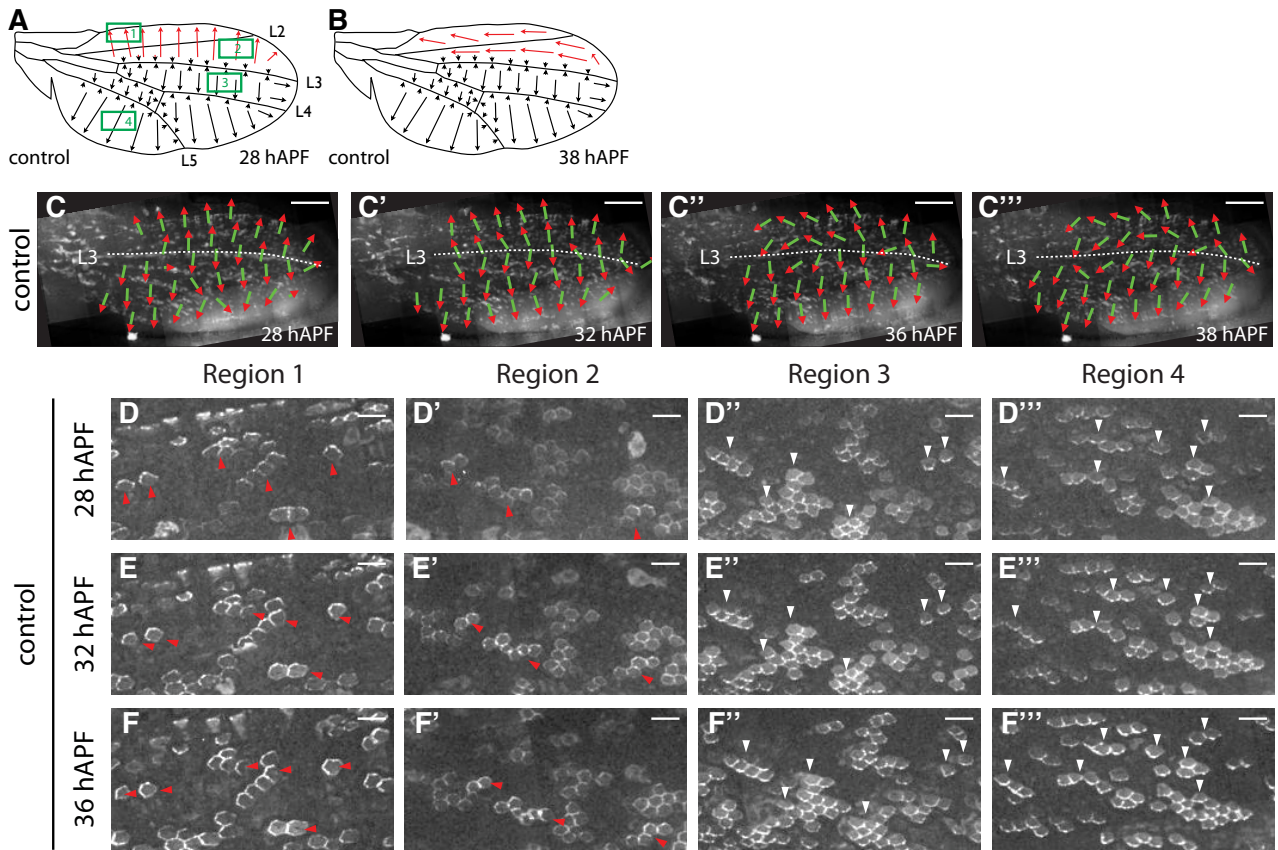 A
B
1
2
3
4
L2
L3
L4
L5
control
28 hAPF
control
38 hAPF
control
C
L3
28 hAPF
C'
L3
32 hAPF
C''
L3
36 hAPF
C'''
L3
38 hAPF
Region 1
Region 2
Region 3
Region 4
control
28 hAPF
D
D'
D''
D'''
32 hAPF
E
E'
E''
E'''
36 hAPF
F
F'
F''
F'''